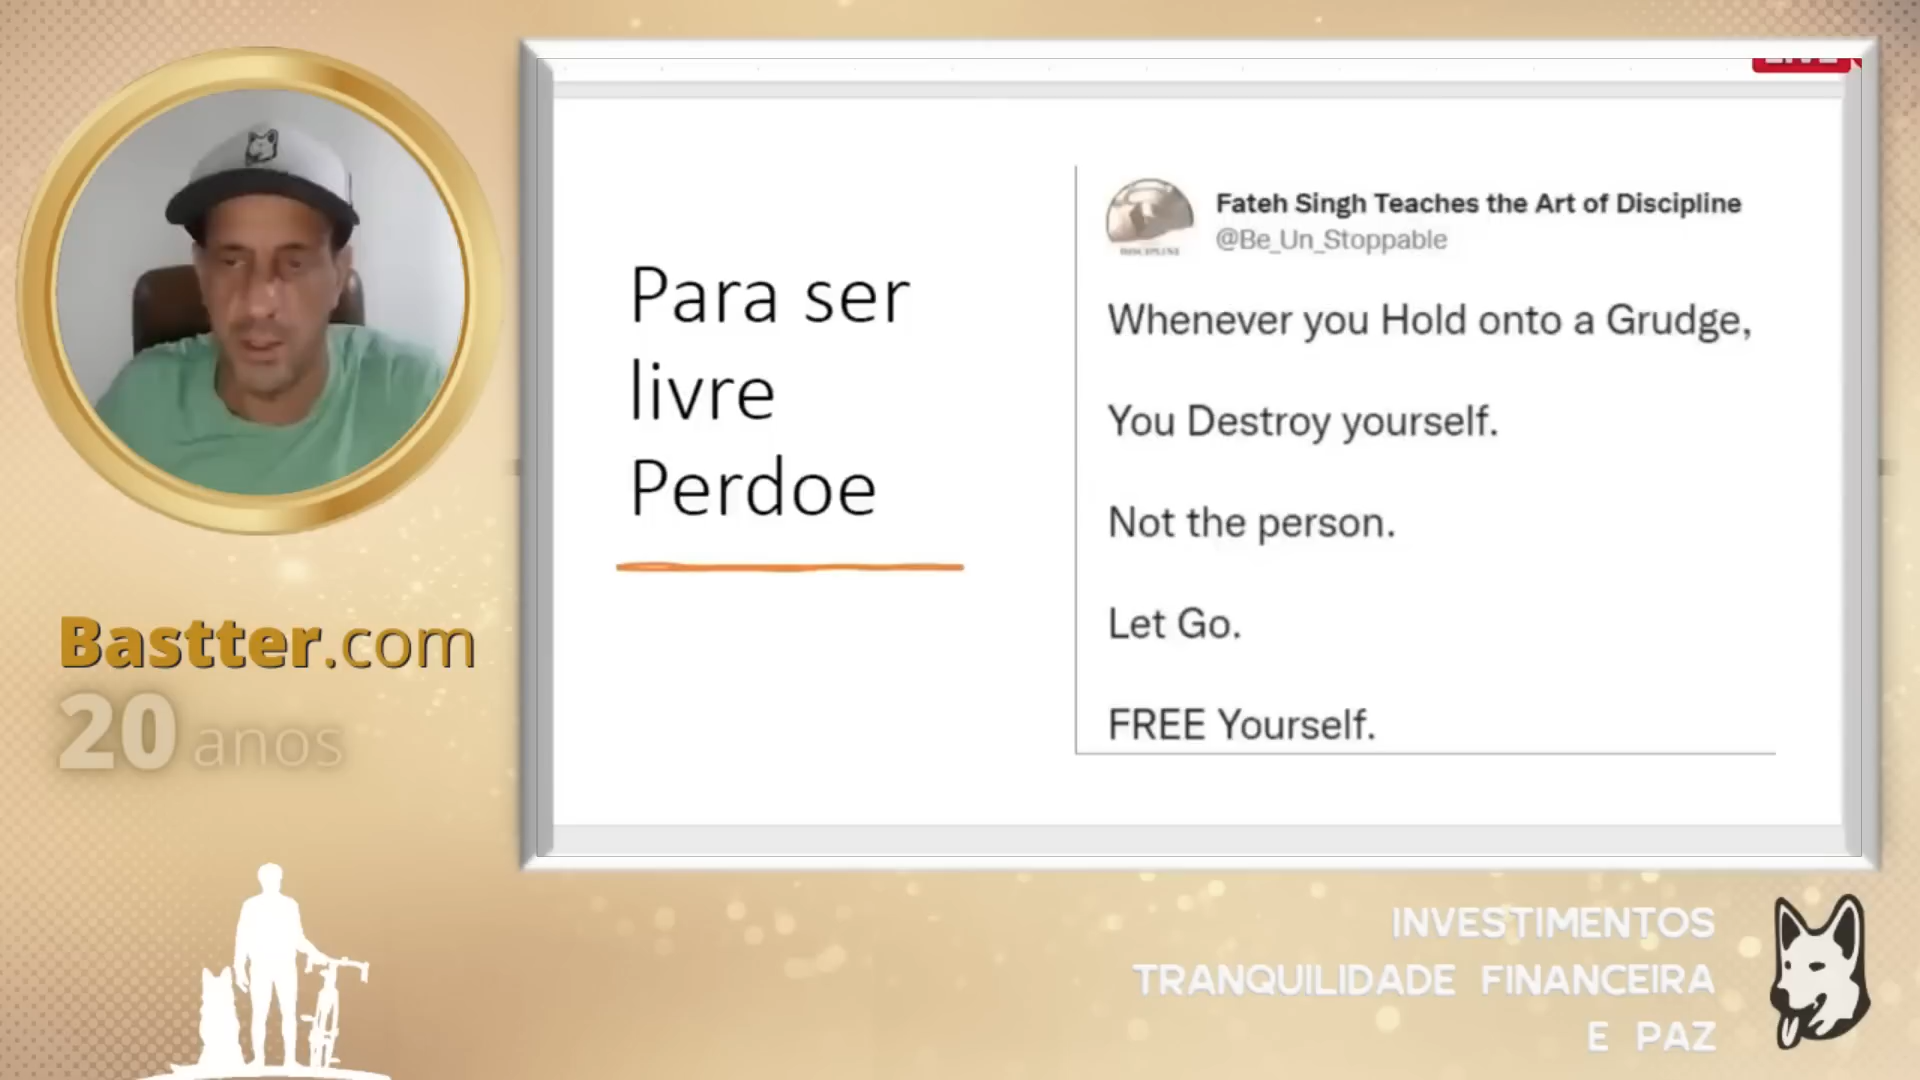 Para ser
livre
Perdoe
Fateh Singh Teaches the Art of Discipline
@Be_Un_Stoppable
Whenever you Hold onto a Grudge,
You Destroy yourself.
Not the person.
Let Go.
FREE Yourself.
Bastter.com
20 anos
INVESTIMENTOS
TRANQUILIDADE FINANCEIRA
E PAZ